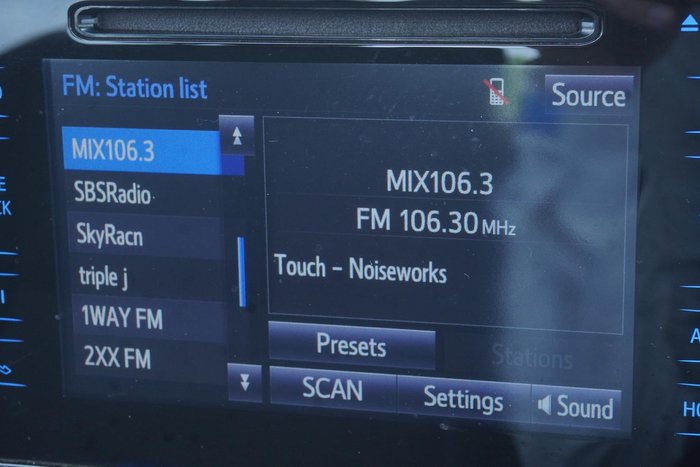 FM: Station list
Source
MIX106.3
SBSRadio
SkyRacn
triple j
1WAY FM
2XX FM
MIX106.3
FM 106.30 MHz
Touch - Noiseworks
Presets
Stations
SCAN
Settings
Sound